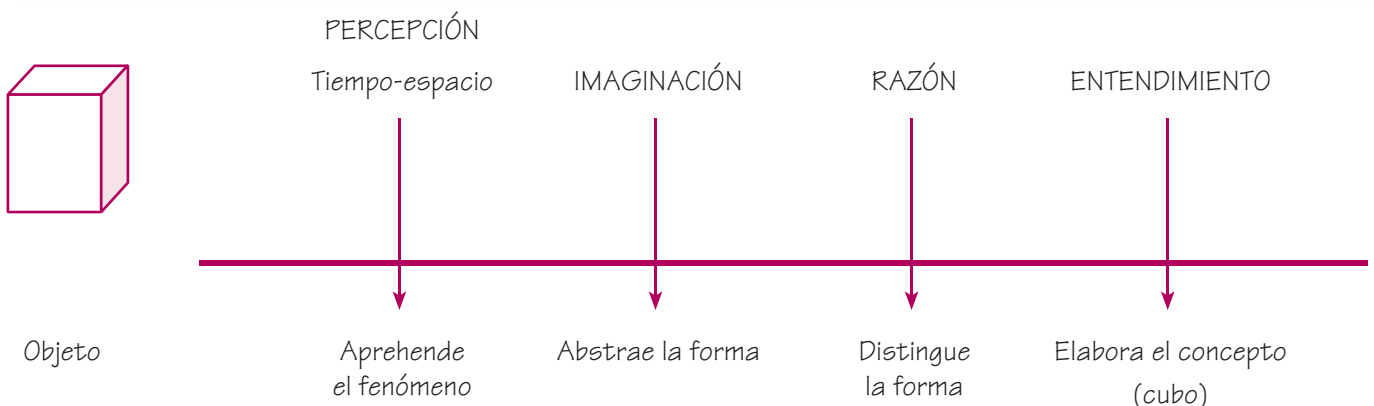 PERCEPCIÓN
Tiempo-espacio
IMAGINACIÓN
RAZÓN
ENTENDIMIENTO
Objeto
Aprehende
el fenómeno
Abstrae la forma
Distingue
la forma
Elabora el concepto
(cubo)